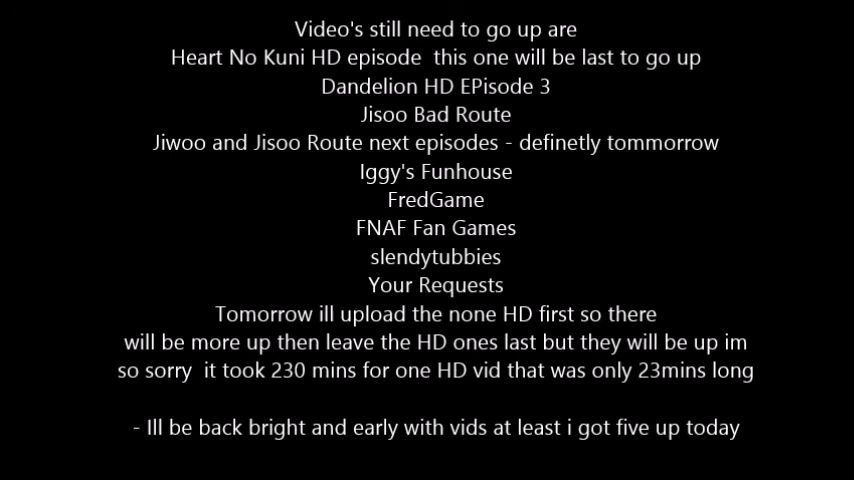 Video's still need to go up are
Heart No Kuni HD episode  this one will be last to go up
Dandelion HD EPisode 3
Jisoo Bad Route
Jiwoo and Jisoo Route next episodes - definetly tommorrow
Iggy's Funhouse
FredGame
FNAF Fan Games
slendytubbies
Your Requests
Tomorrow ill upload the none HD first so there
will be more up then leave the HD ones last but they will be up im
so sorry  it took 230 mins for one HD vid that was only 23mins long
- Ill be back bright and early with vids at least i got five up today